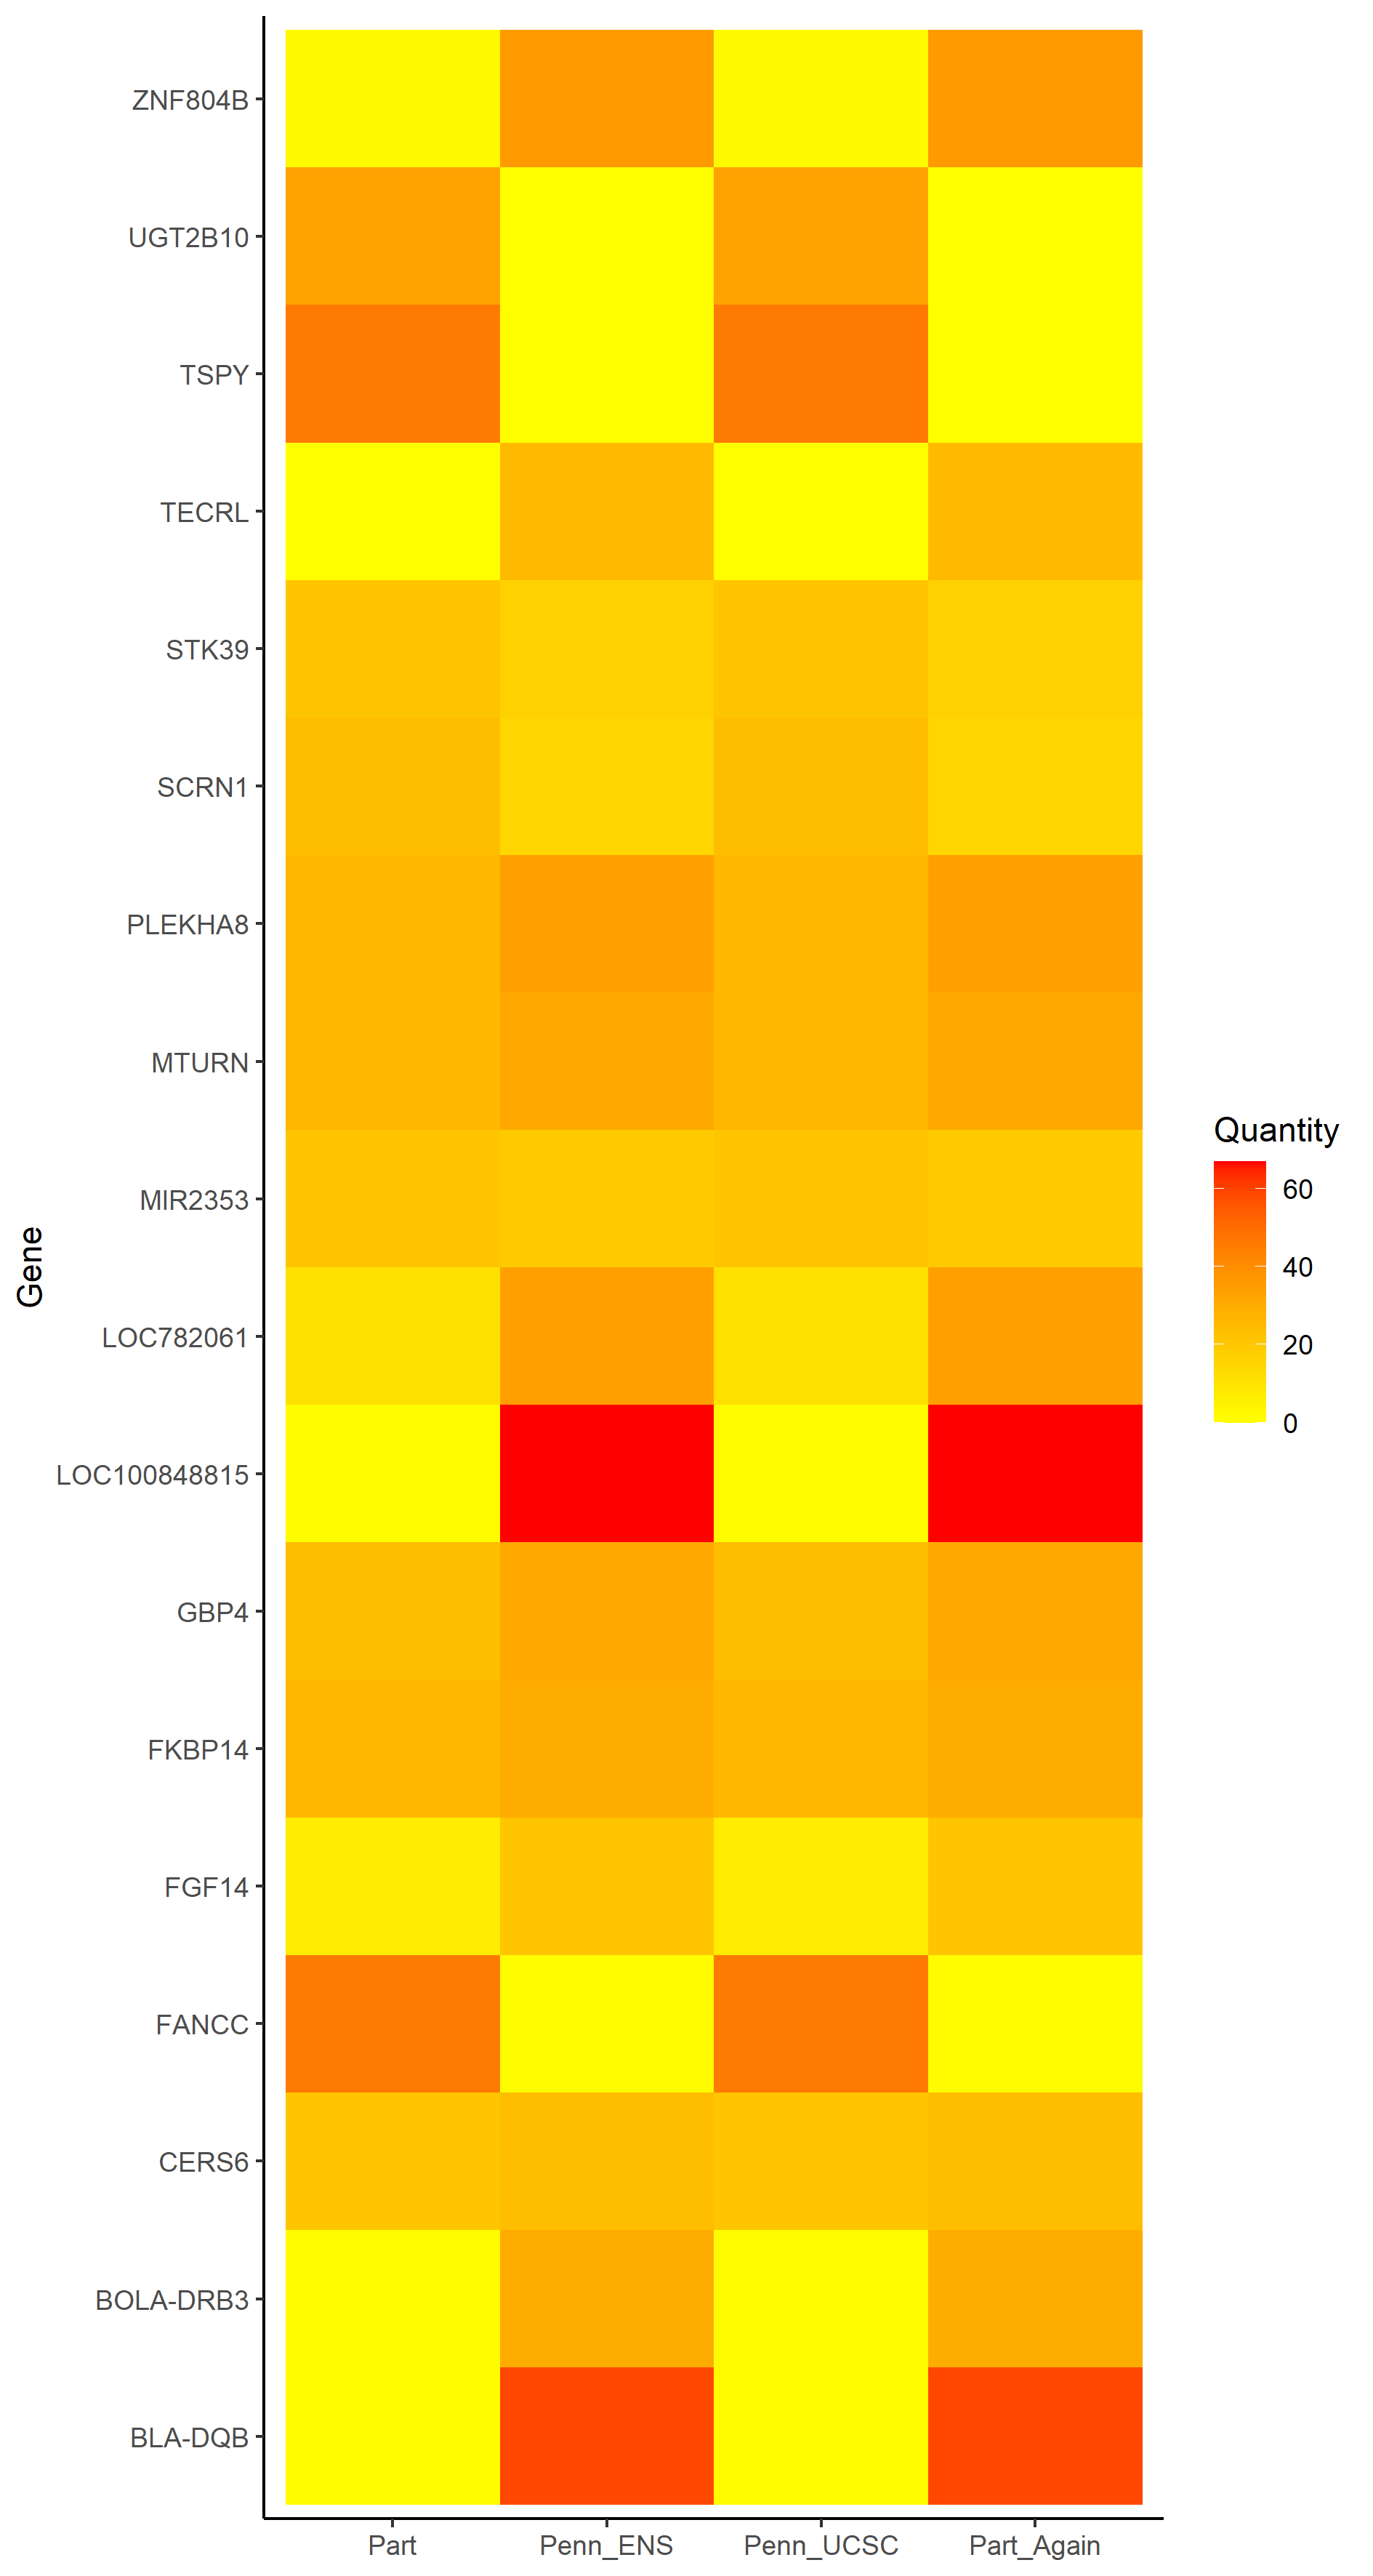 ZNF804B
UGT2B10
TSPY
TECRL
STK39
SCRN1
PLEKHA8
MTURN
MIR2353
LOC782061
LOC100848815
GBP4
FKBP14
FGF14
FANCC
CERS6
BOLA-DRB3
BLA-DQB
Gene
Part
Penn_ENS
Penn_UCSC
Part_Again
Quantity
60
40
20
0